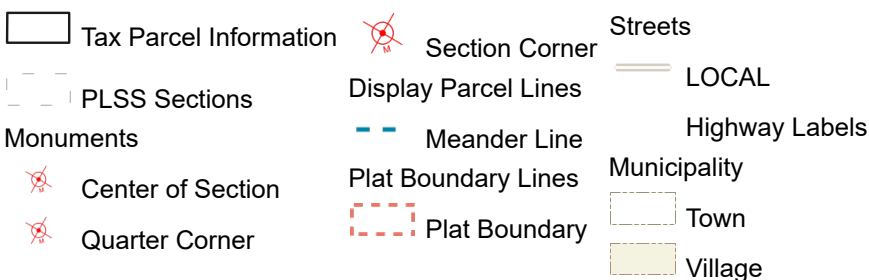 Tax Parcel Information
PLSS Sections
Monuments
Center of Section
Quarter Corner
Section Corner
Display Parcel Lines
Meander Line
Plat Boundary Lines
Plat Boundary
Streets
LOCAL
Highway Labels
Municipality
Town
Village